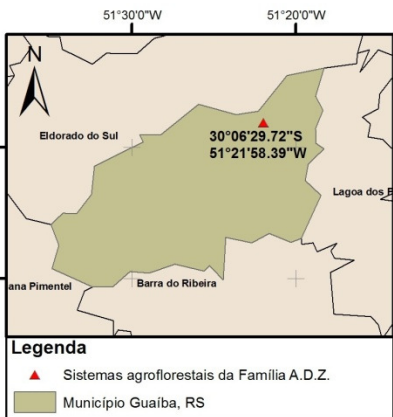 51°30'0"W 51°20'0"W
N
Eldorado do Sul
30°06'29.72"S
51°21'58.39"W
Lagoa dos
ana Pimentel
Barra do Ribeira
Legenda
Sistemas agroflorestais da Família A.D.Z.
Município Guaíba, RS